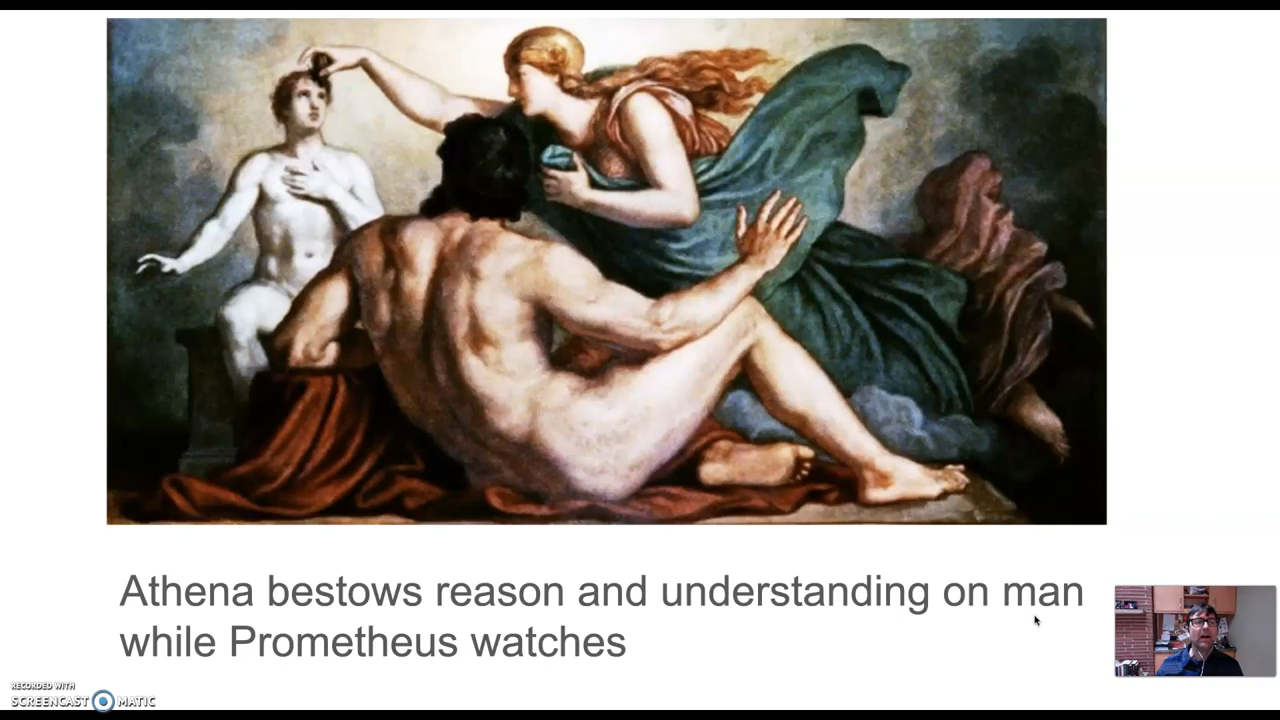 Athena bestows reason and understanding on man
while Prometheus watches
RECORDED WITH
SCREENCAST MATIC